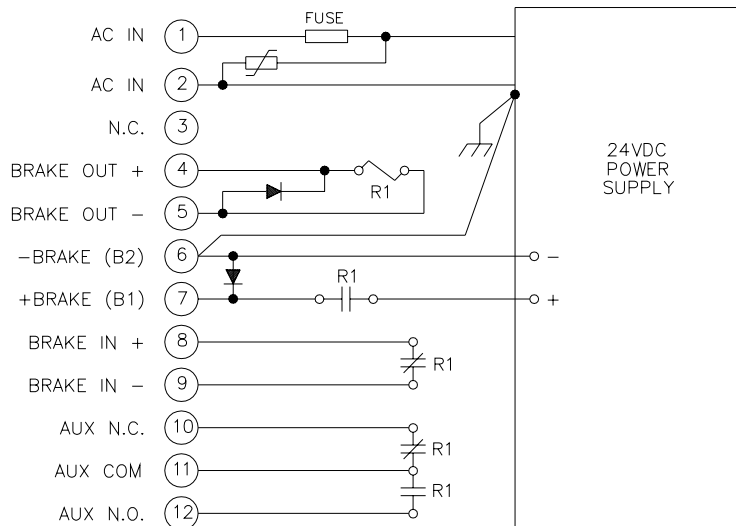 FUSE
AC IN 1
AC IN 2
N.C. 3
24VDC
POWER
SUPPLY
BRAKE OUT + 4
R1
BRAKE OUT - 5
-BRAKE (B2) 6 -
R1
+BRAKE (B1) 7 +
BRAKE IN + 8
R1
BRAKE IN - 9
AUX N.C. 10
R1
AUX COM 11
R1
AUX N.O. 12